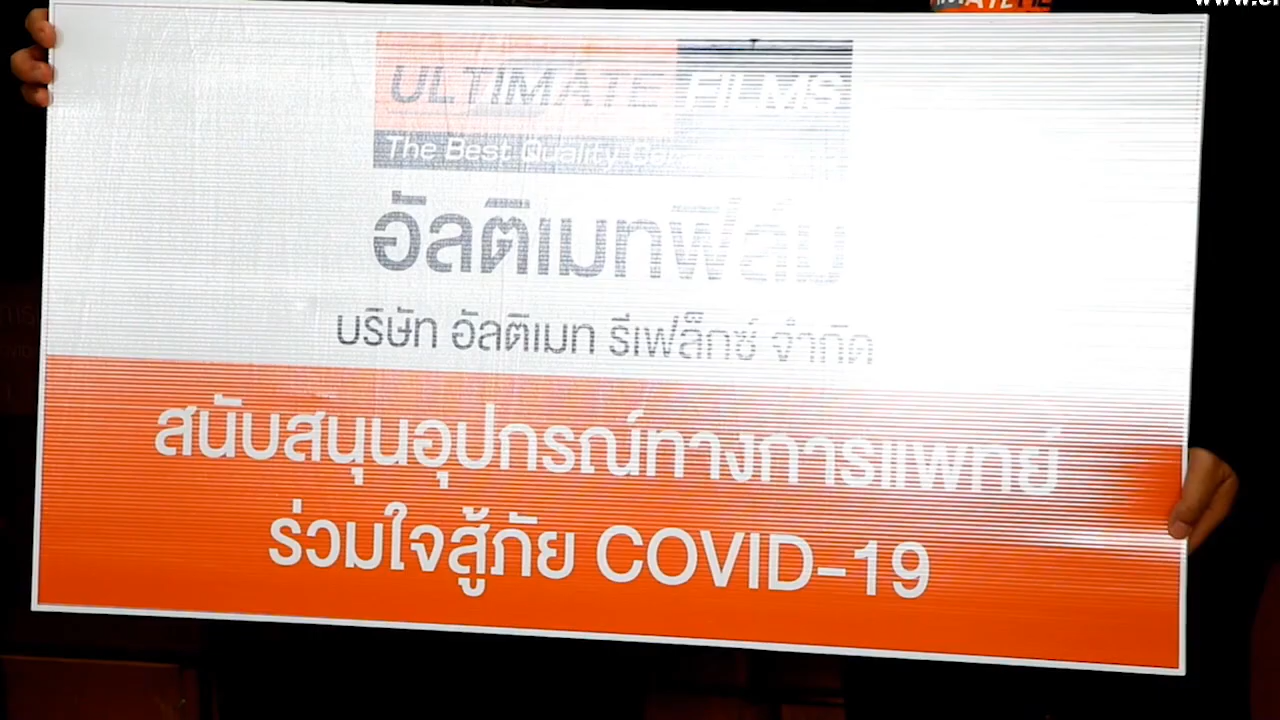 ULTIMATE FILMS
The Best Quality
อัลติเมทฟิล์ม
บริษัท อัลติเมท รีเฟล็กซ์ จำกัด
สนับสนุนอุปกรณ์ทางการแพทย์
ร่วมใจสู้ภัย COVID-19